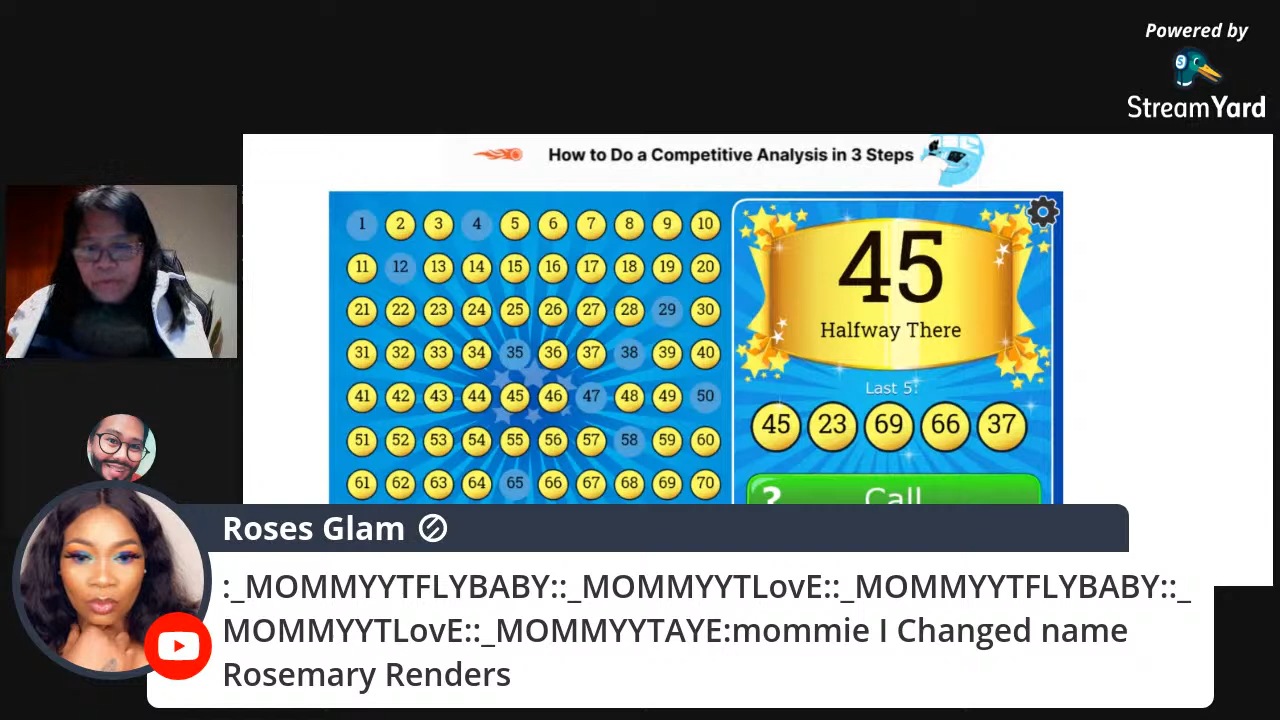 Powered by
StreamYard
How to Do a Competitive Analysis in 3 Steps
1 2 3 4 5 6 7 8 9 10
11 12 13 14 15 16 17 18 19 20
21 22 23 24 25 26 27 28 29 30
31 32 33 34 35 36 37 38 39 40
41 42 43 44 45 46 47 48 49 50
51 52 53 54 55 56 57 58 59 60
61 62 63 64 65 66 67 68 69 70
45
Halfway There
Last 5:
45 23 69 66 37
? Call
Roses Glam
:_MOMMYYTFLYBABY::_MOMMYYTLovE::_MOMMYYTFLYBABY::_
MOMMYYTLovE::_MOMMYYTAYE:mommie I Changed name
Rosemary Renders